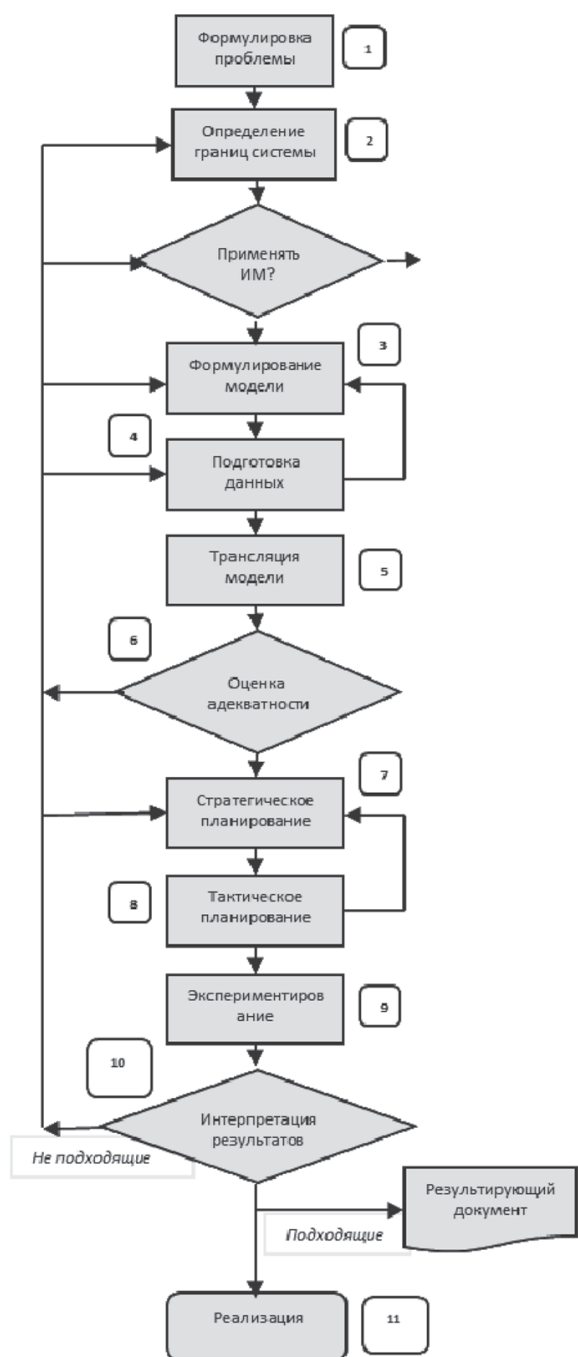 Формулировка
проблемы
1
Определение
границ системы
2
Применять
ИМ?
3
Формулирование
модели
4
Подготовка
данных
Трансляция
модели
5
6
Оценка
адекватности
7
Стратегическое
планирование
8
Тактическое
планирование
Экспериментиров
ание
9
10
Интерпретация
результатов
Не подходящие
Результирующий
документ
Подходящие
Реализация
11